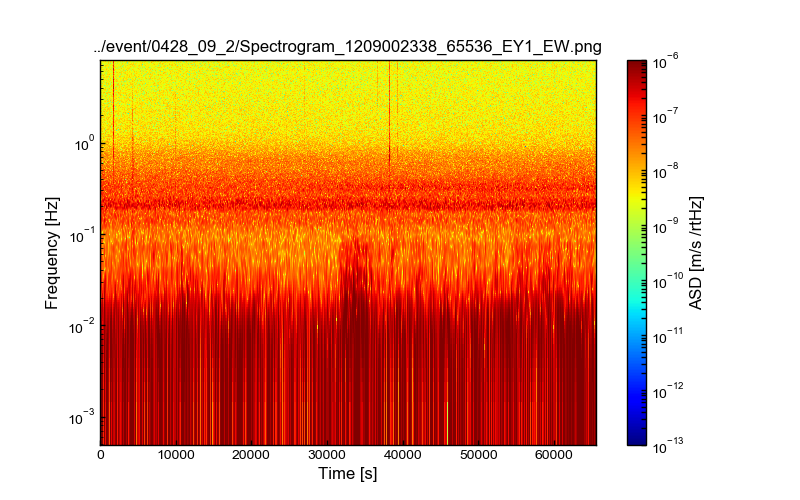 ../event/0428_09_2/Spectrogram_1209002338_65536_EY1_EW.png
Frequency [Hz]
10⁰
10⁻¹
10⁻²
10⁻³
0 10000 20000 30000 40000 50000 60000
Time [s]
10⁻⁶
10⁻⁷
10⁻⁸
10⁻⁹
10⁻¹⁰
10⁻¹¹
10⁻¹²
10⁻¹³
ASD [m/s /rtHz]